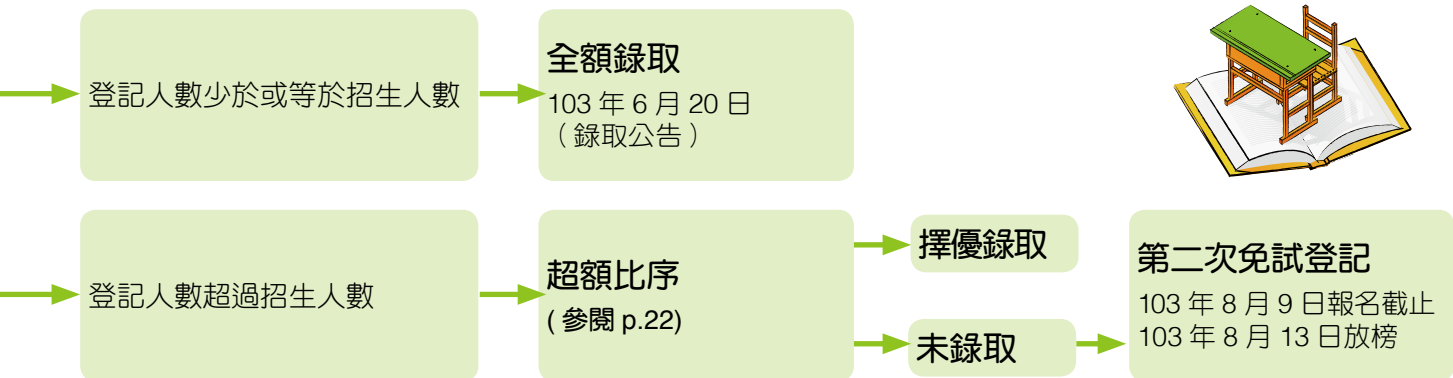 登記人數少於或等於招生人數
全額錄取
103 年 6 月 20 日
（錄取公告）
登記人數超過招生人數
超額比序
( 參閱 p.22)
擇優錄取
未錄取
第二次免試登記
103 年 8 月 9 日報名截止
103 年 8 月 13 日放榜